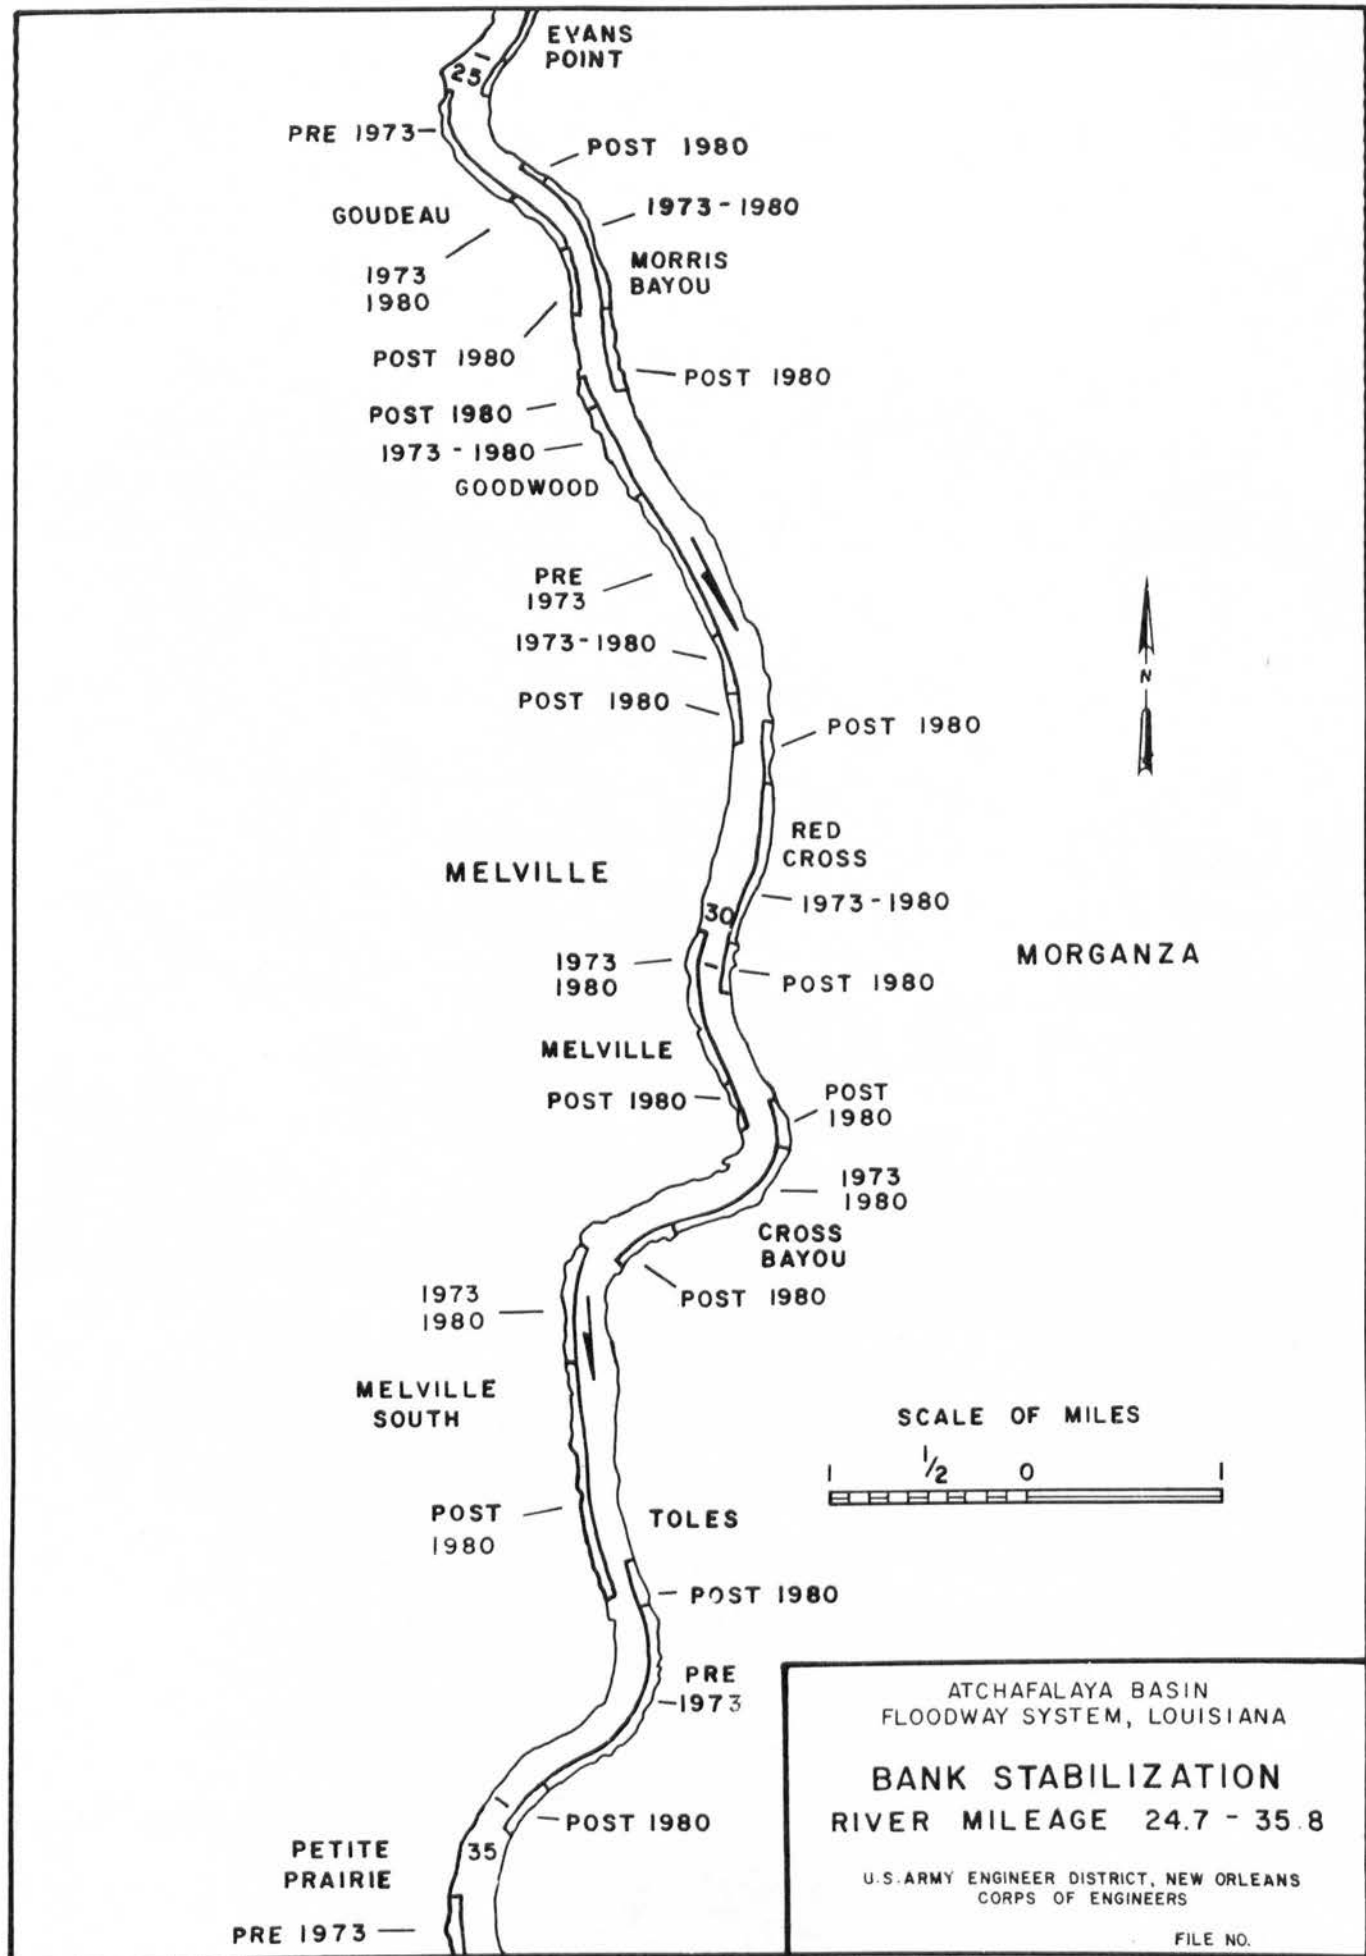 EVANS
POINT
25
PRE 1973
POST 1980
1973-1980
GOUDEAU
MORRIS
BAYOU
1973
1980
POST 1980
POST 1980
POST 1980
1973-1980
GOODWOOD
PRE
1973
1973-1980
POST 1980
N
POST 1980
RED
CROSS
MELVILLE
1973-1980
30
MORGANZA
1973
1980
POST 1980
MELVILLE
POST 1980
POST
1980
1973
1980
CROSS
BAYOU
POST 1980
1973
1980
MELVILLE
SOUTH
SCALE OF MILES
1 1/2 0 1
POST
1980
TOLES
POST 1980
PRE
1973
POST 1980
35
PETITE
PRAIRIE
PRE 1973
ATCHAFALAYA BASIN
FLOODWAY SYSTEM, LOUISIANA
BANK STABILIZATION
RIVER MILEAGE 24.7 - 35.8
U.S. ARMY ENGINEER DISTRICT, NEW ORLEANS
CORPS OF ENGINEERS
FILE NO.